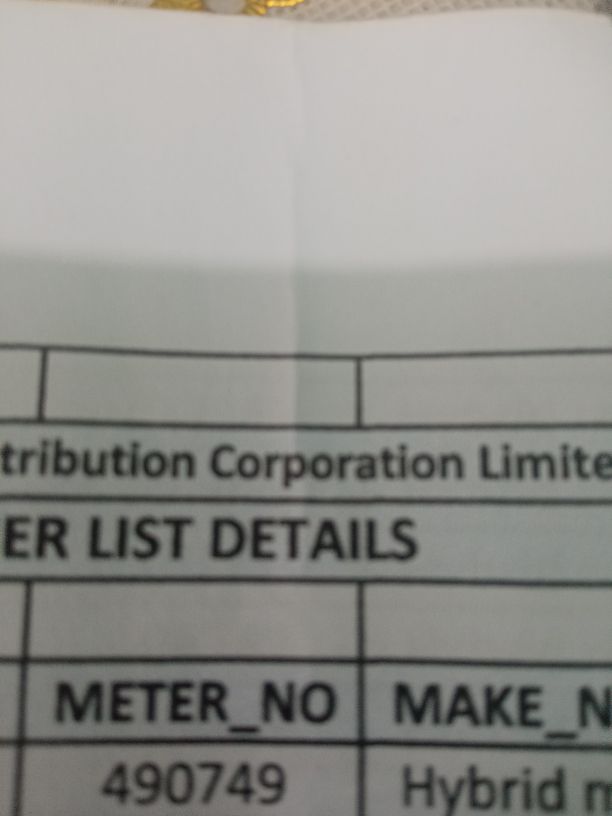 tribution Corporation Limite
ER LIST DETAILS
METER_NO MAKE_N
490749 Hybrid m